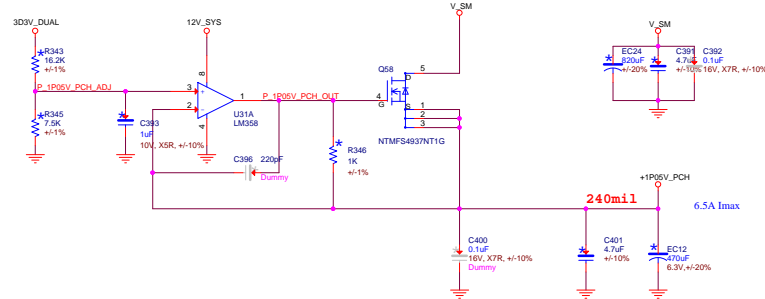 3D3V_DUAL
12V_SYS
V_SM
V_SM
R343
16.2K
+/-1%
P_1P05V_PCH_ADJ
R345
7.5K
+/-1%
C393
1uF
10V, X5R, +/-10%
8
3
2
4
1
+
-
U31A
LM358
P_1P05V_PCH_OUT
Q58
D
G
S
4
5
1
2
3
NTMFS4937NT1G
R346
1K
+/-1%
C396
220pF
Dummy
EC24
820uF
+/-20%
C391
4.7uF
+/-10%
C392
0.1uF
16V, X7R, +/-10%
+1P05V_PCH
240mil
6.5A Imax
C400
0.1uF
16V, X7R, +/-10%
Dummy
C401
4.7uF
+/-10%
EC12
470uF
6.3V,+/-20%